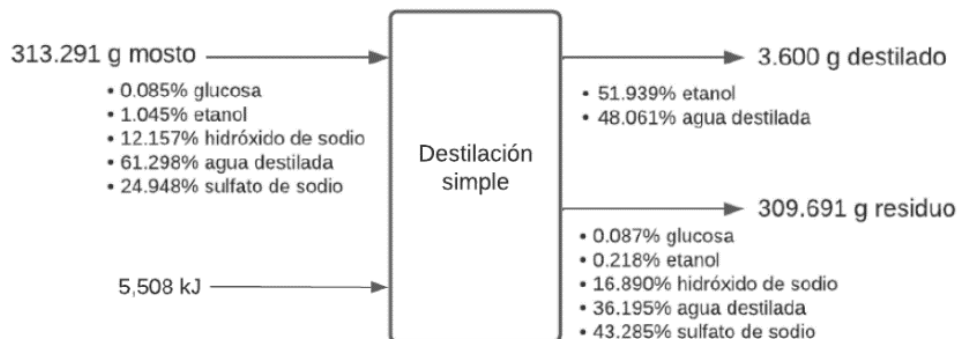 313.291 g mosto
• 0.085% glucosa
• 1.045% etanol
• 12.157% hidróxido de sodio
• 61.298% agua destilada
• 24.948% sulfato de sodio
5,508 kJ
Destilación
simple
3.600 g destilado
• 51.939% etanol
• 48.061% agua destilada
309.691 g residuo
• 0.087% glucosa
• 0.218% etanol
• 16.890% hidróxido de sodio
• 36.195% agua destilada
• 43.285% sulfato de sodio